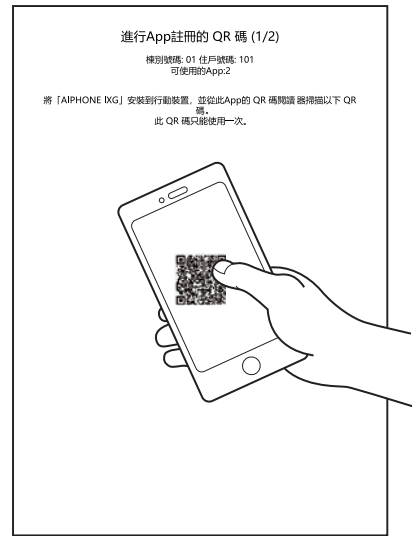 進行App註冊的 QR 碼 (1/2)
棟別號碼: 01 住戶號碼: 101
可使用的App:2
將「AIPHONE IXG」安裝到行動裝置，並從此App的 QR 碼閱讀器掃描以下 QR
碼。
此 QR 碼只能使用一次。